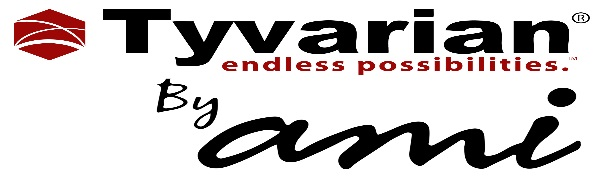 Tyvarian®
endless possibilities.™
By
ami